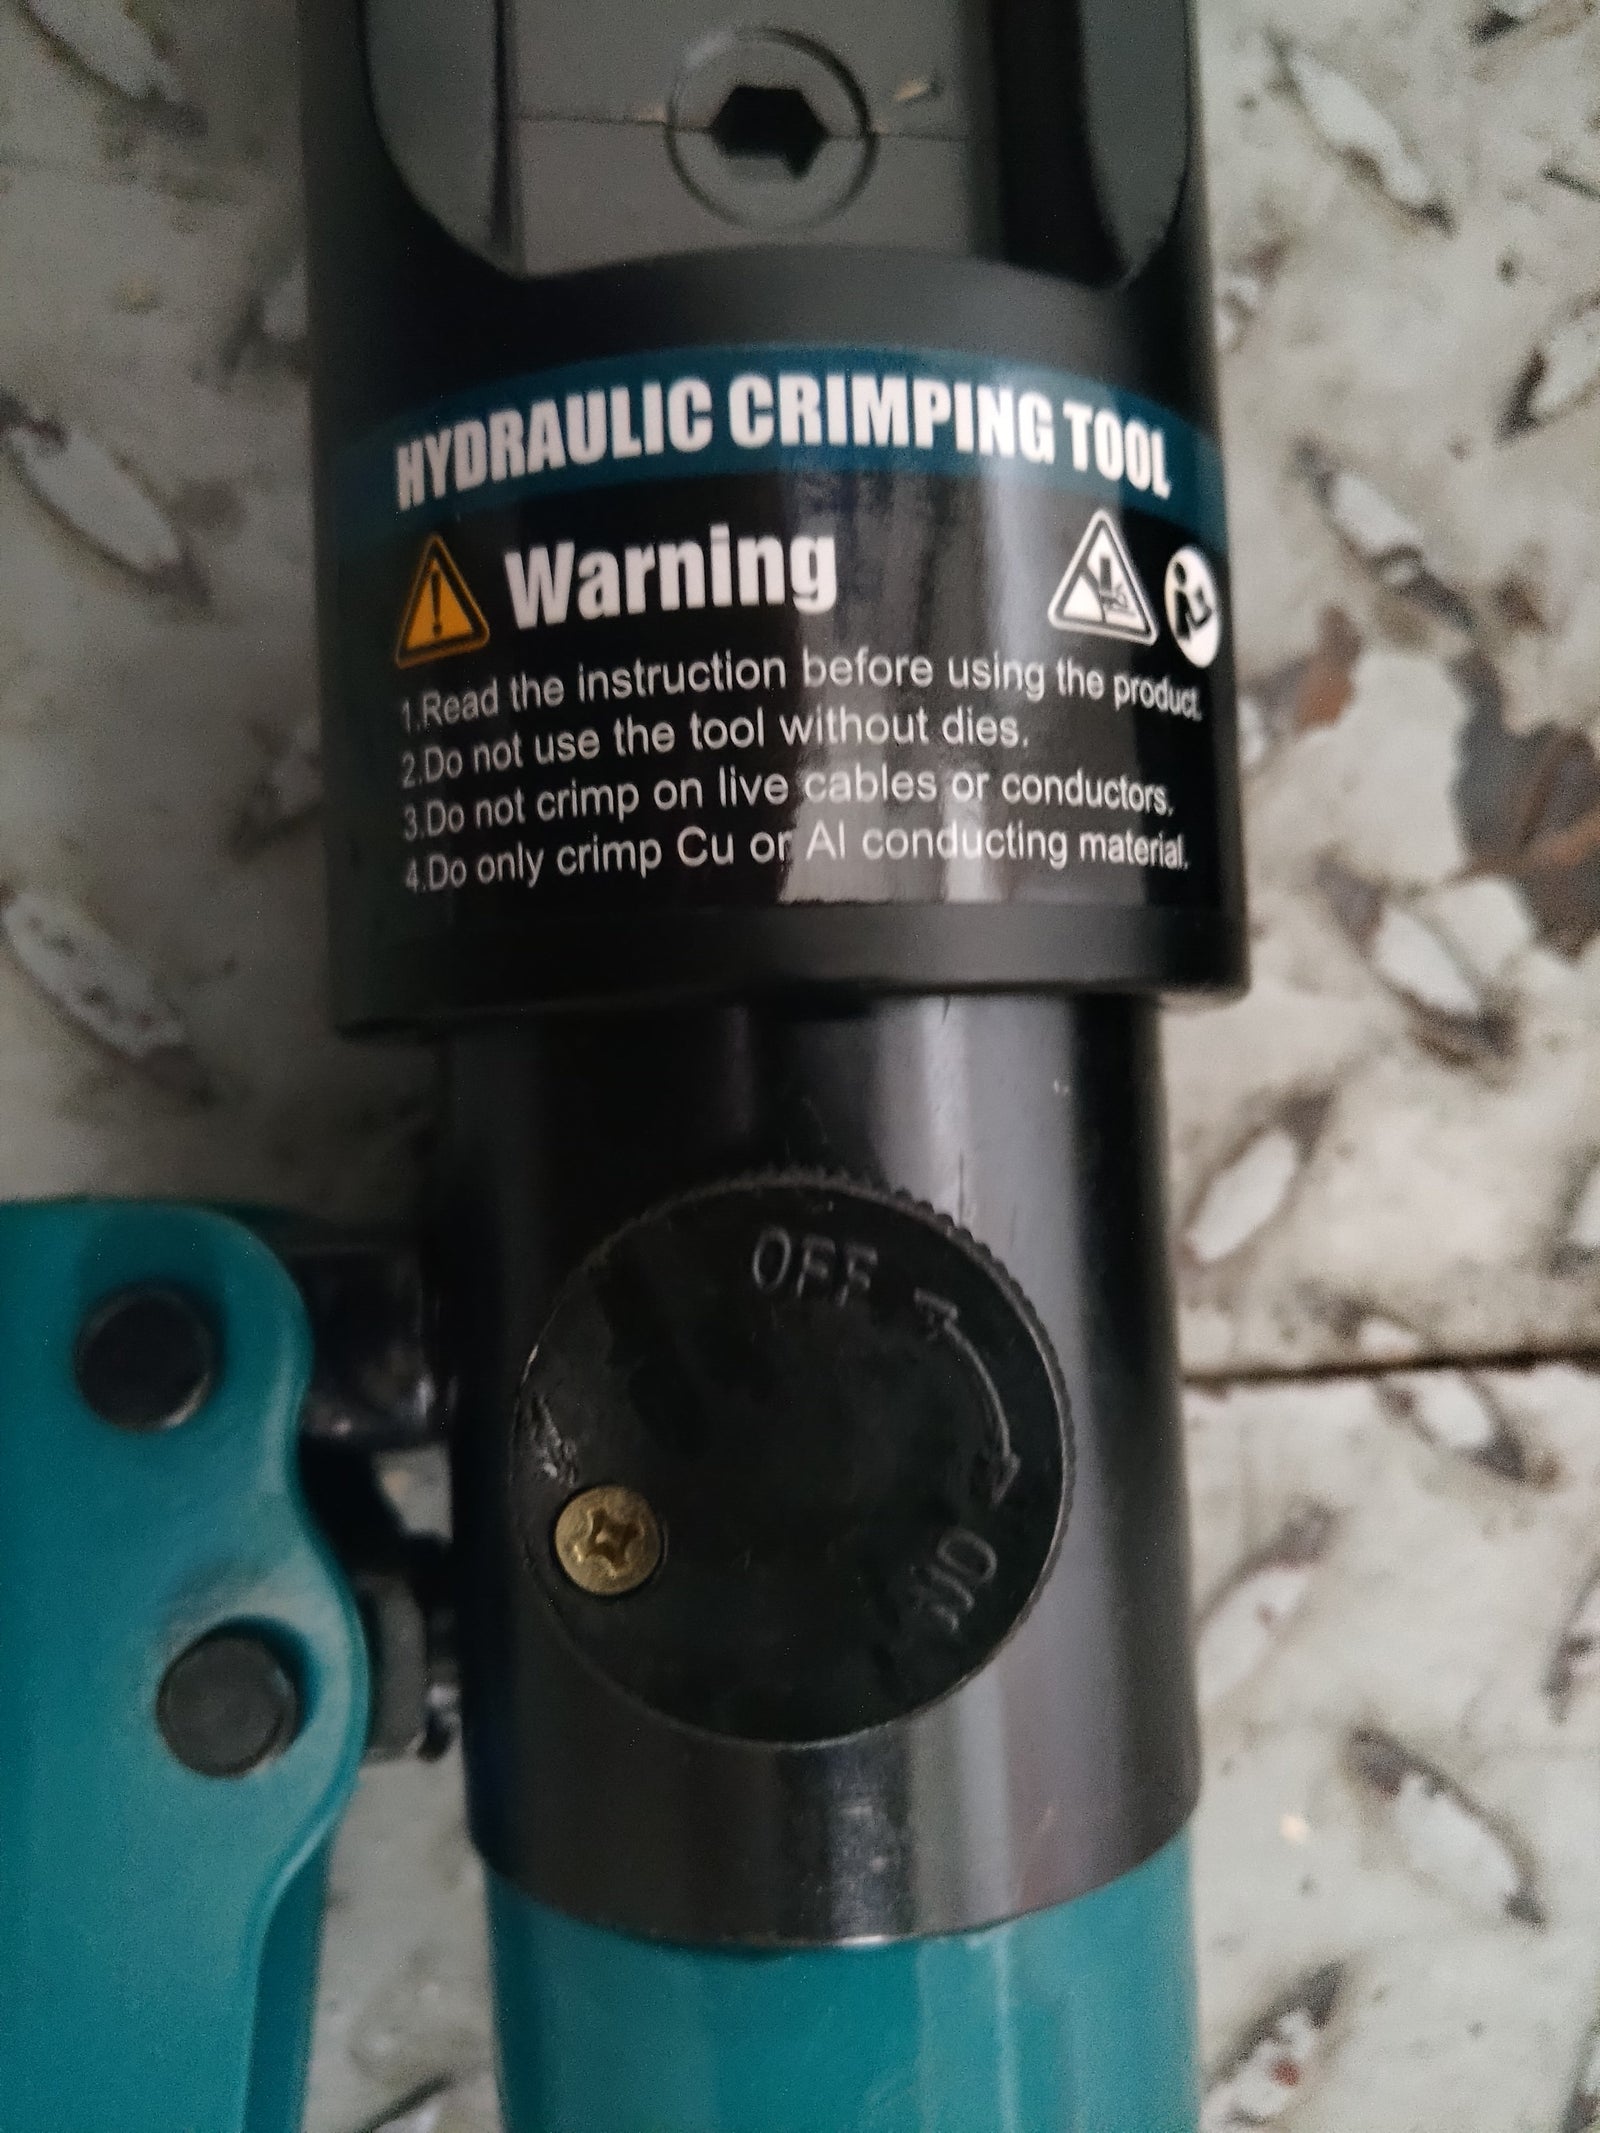 HYDRAULIC CRIMPING TOOL
Warning
1.Read the instruction before using the product.
2.Do not use the tool without dies.
3.Do not crimp on live cables or conductors.
4.Do only crimp Cu or Al conducting material.
OFF
NO